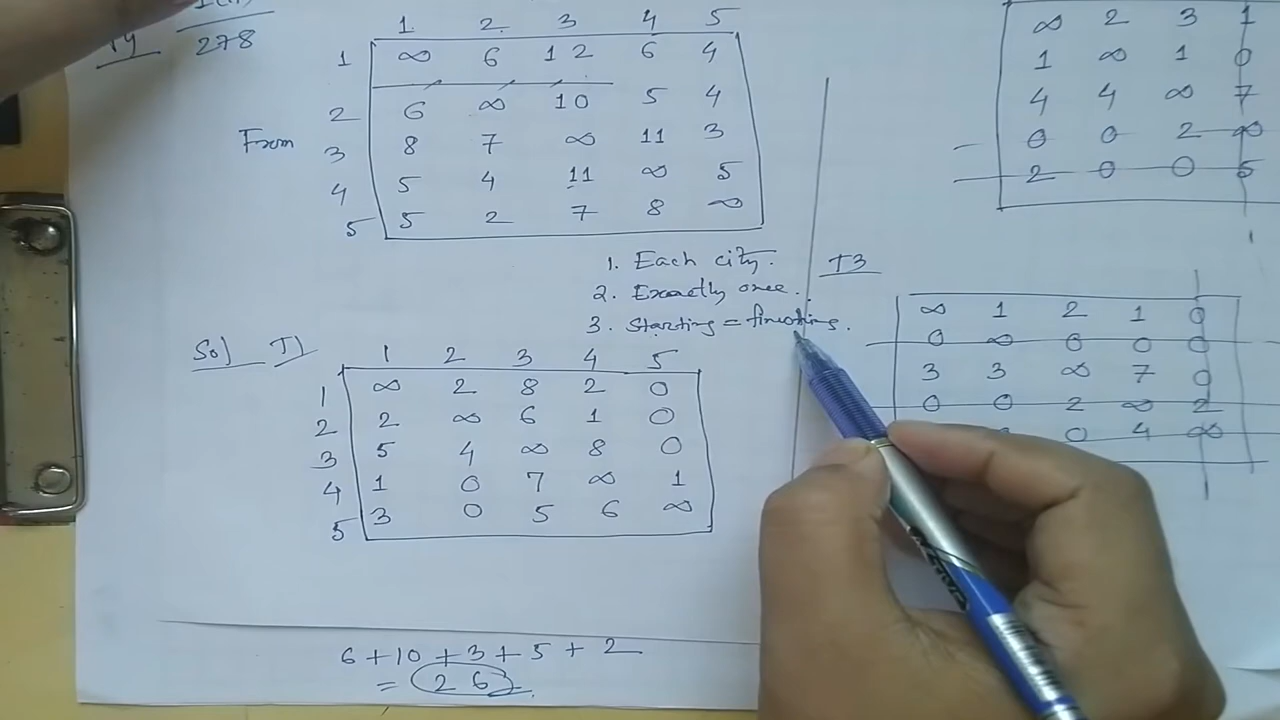 278
1 2 3 4 5
1 ∞ 6 12 6 4
2 6 ∞ 10 5 4
From
3 8 7 ∞ 11 3
4 5 4 11 ∞ 5
5 5 2 7 8 ∞
1. Each city.
2. Exactly once.
3. Starting = finishing.
Sol T1
1 2 3 4 5
1 ∞ 2 8 2 0
2 2 ∞ 6 1 0
3 5 4 ∞ 8 0
4 1 0 7 ∞ 1
5 3 0 5 6 ∞
6+10+3+5+2
= 26
∞ 2 3 1
1 ∞ 1 0
4 4 ∞ 7
0 0 2 ∞
2 0 0 5
T3
∞ 1 2 1 0
0 ∞ 0 0 0
3 3 ∞ 7 0
0 0 2 ∞ 2
0 4 ∞